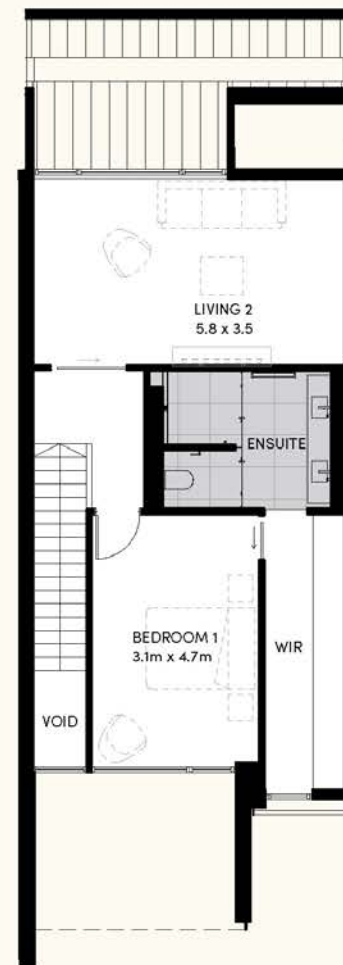 LIVING 2
5.8 x 3.5
ENSUITE
BEDROOM 1
3.1m x 4.7m
WIR
VOID